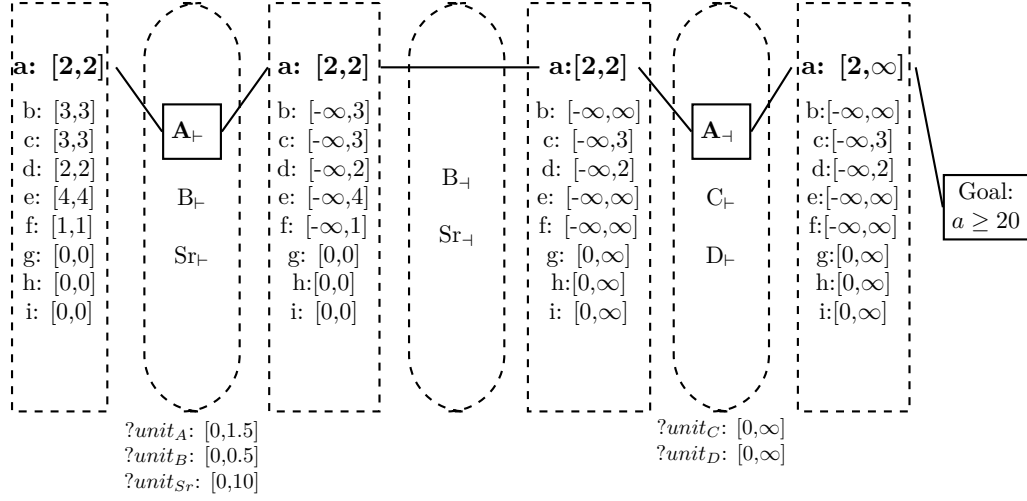 a: [2,2]
b: [3,3]
c: [3,3]
d: [2,2]
e: [4,4]
f: [1,1]
g: [0,0]
h: [0,0]
i: [0,0]
A⊢
B⊢
Sr⊢
?unit_A: [0,1.5]
?unit_B: [0,0.5]
?unit_Sr: [0,10]
a: [2,2]
b: [-∞,3]
c: [-∞,3]
d: [-∞,2]
e: [-∞,4]
f: [-∞,1]
g: [0,0]
h:[0,0]
i: [0,0]
B⊣
Sr⊣
a:[2,2]
b: [-∞,∞]
c: [-∞,3]
d: [-∞,2]
e: [-∞,∞]
f: [-∞,∞]
g: [0,∞]
h:[0,∞]
i: [0,∞]
A⊣
C⊢
D⊢
?unit_C: [0,∞]
?unit_D: [0,∞]
a: [2,∞]
b:[-∞,∞]
c:[-∞,3]
d:[-∞,2]
e:[-∞,∞]
f:[-∞,∞]
g:[0,∞]
h:[0,∞]
i:[0,∞]
Goal:
a ≥ 20